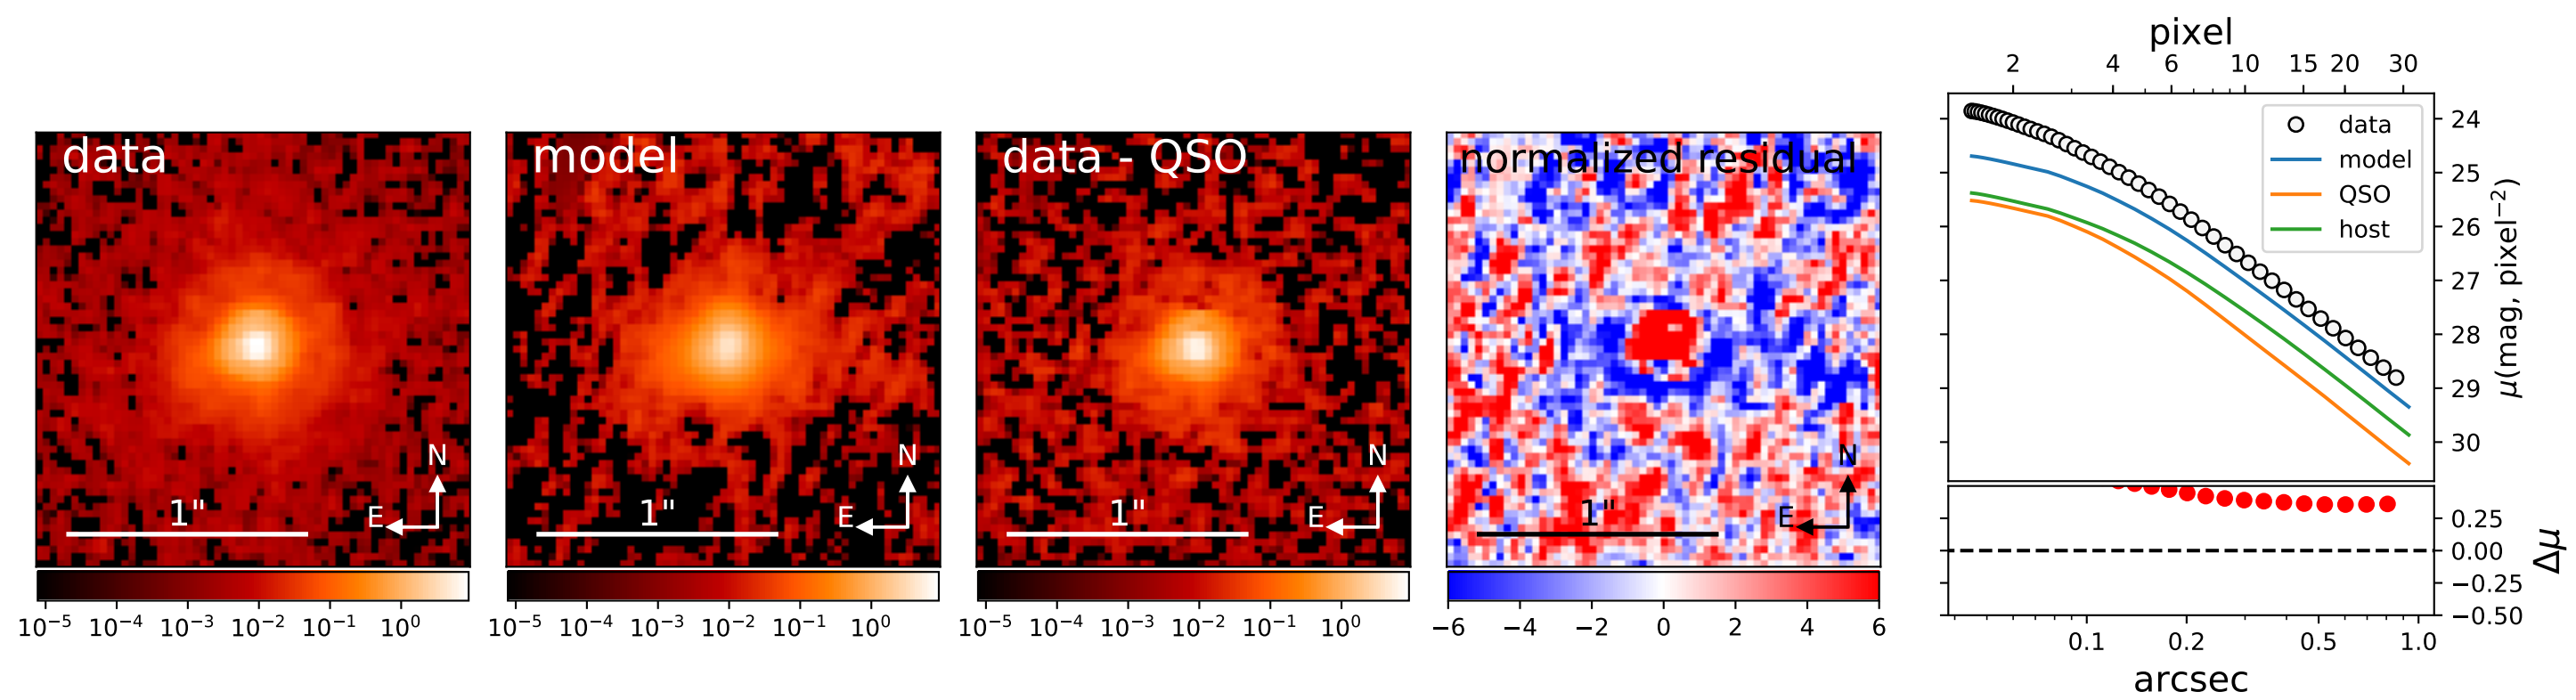 data
N
E
1"
10⁻⁵ 10⁻⁴ 10⁻³ 10⁻² 10⁻¹ 10⁰
model
N
E
1"
10⁻⁵ 10⁻⁴ 10⁻³ 10⁻² 10⁻¹ 10⁰
data - QSO
N
E
1"
10⁻⁵ 10⁻⁴ 10⁻³ 10⁻² 10⁻¹ 10⁰
normalized residual
N
E
1"
−6 −4 −2 0 2 4 6
pixel
2 4 6 10 15 20 30
data
model
QSO
host
24
25
26
27
28
29
30
μ(mag, pixel⁻²)
0.25
0.00
−0.25
−0.50
Δμ
0.1 0.2 0.5 1.0
arcsec